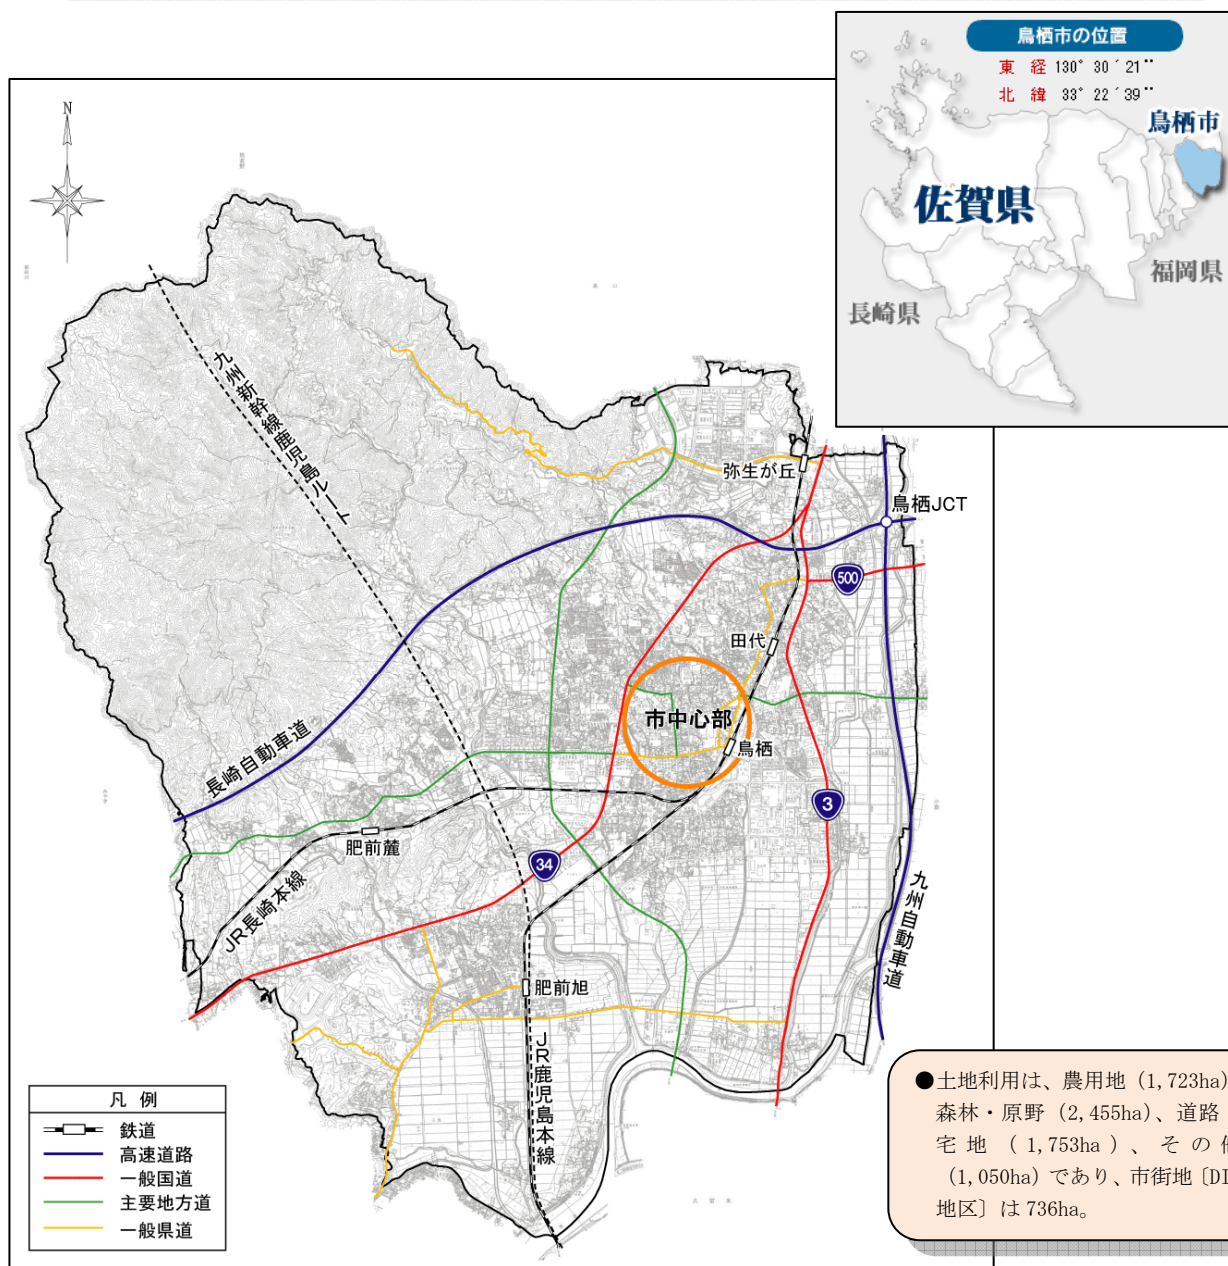 鳥栖市の位置
東 経 130° 30′21″
北 緯 33° 22′39″
鳥栖市
佐賀県
福岡県
長崎県
N
九州新幹線鹿児島ルート
弥生が丘
鳥栖JCT
500
田代
市中心部
鳥栖
長崎自動車道
3
肥前麓
34
JR長崎本線
九州自動車道
肥前旭
JR鹿児島本線
凡 例
鉄道
高速道路
一般国道
主要地方道
一般県道
●土地利用は、農用地（1,723ha）
森林・原野（2,455ha）、道路
宅地（1,753ha）、その他
（1,050ha）であり、市街地〔DI
地区〕は 736ha。